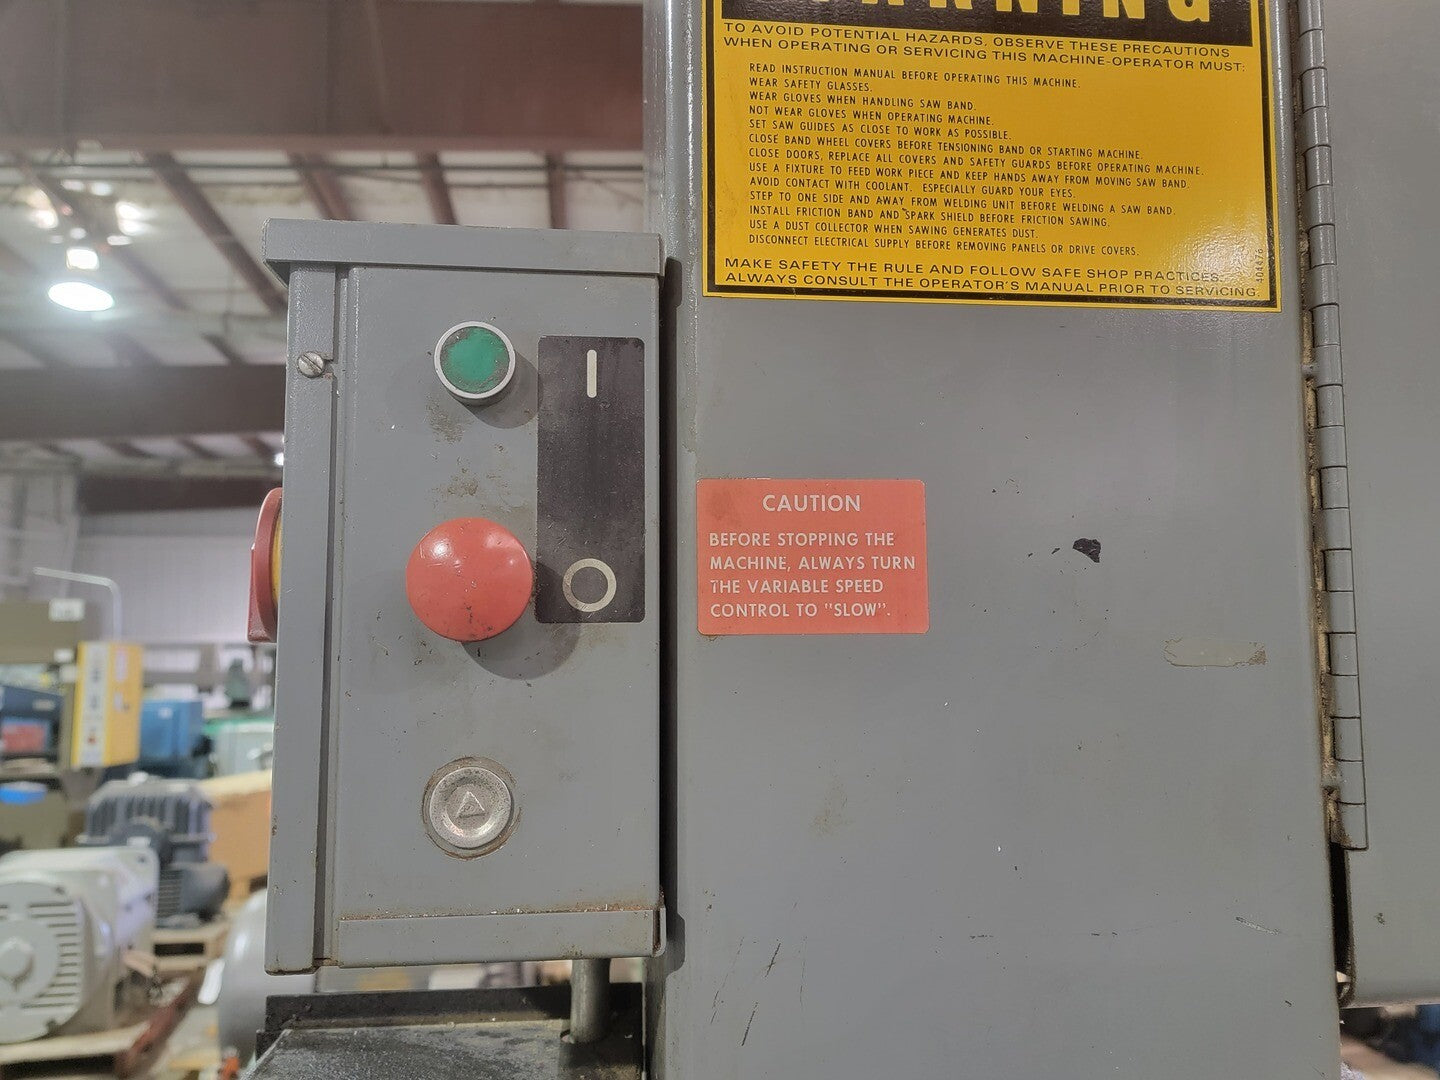 WARNING
TO AVOID POTENTIAL HAZARDS, OBSERVE THESE PRECAUTIONS
WHEN OPERATING OR SERVICING THIS MACHINE-OPERATOR MUST:
READ INSTRUCTION MANUAL BEFORE OPERATING THIS MACHINE.
WEAR SAFETY GLASSES.
WEAR GLOVES WHEN HANDLING SAW BAND.
NOT WEAR GLOVES WHEN OPERATING MACHINE.
SET SAW GUIDES AS CLOSE TO WORK AS POSSIBLE.
CLOSE BAND WHEEL COVERS BEFORE TENSIONING BAND OR STARTING MACHINE.
CLOSE DOORS, REPLACE ALL COVERS AND SAFETY GUARDS BEFORE OPERATING MACHINE.
USE A FIXTURE TO FEED WORK PIECE AND KEEP HANDS AWAY FROM MOVING SAW BAND.
AVOID CONTACT WITH COOLANT. ESPECIALLY GUARD YOUR EYES.
STEP TO ONE SIDE AND AWAY FROM WELDING UNIT BEFORE WELDING A SAW BAND.
INSTALL FRICTION BAND AND SPARK SHIELD BEFORE FRICTION SAWING.
USE A DUST COLLECTOR WHEN SAWING GENERATES DUST.
DISCONNECT ELECTRICAL SUPPLY BEFORE REMOVING PANELS OR DRIVE COVERS.
MAKE SAFETY THE RULE AND FOLLOW SAFE SHOP PRACTICES.
ALWAYS CONSULT THE OPERATOR'S MANUAL PRIOR TO SERVICING.
404476
I
O
CAUTION
BEFORE STOPPING THE
MACHINE, ALWAYS TURN
THE VARIABLE SPEED
CONTROL TO "SLOW".